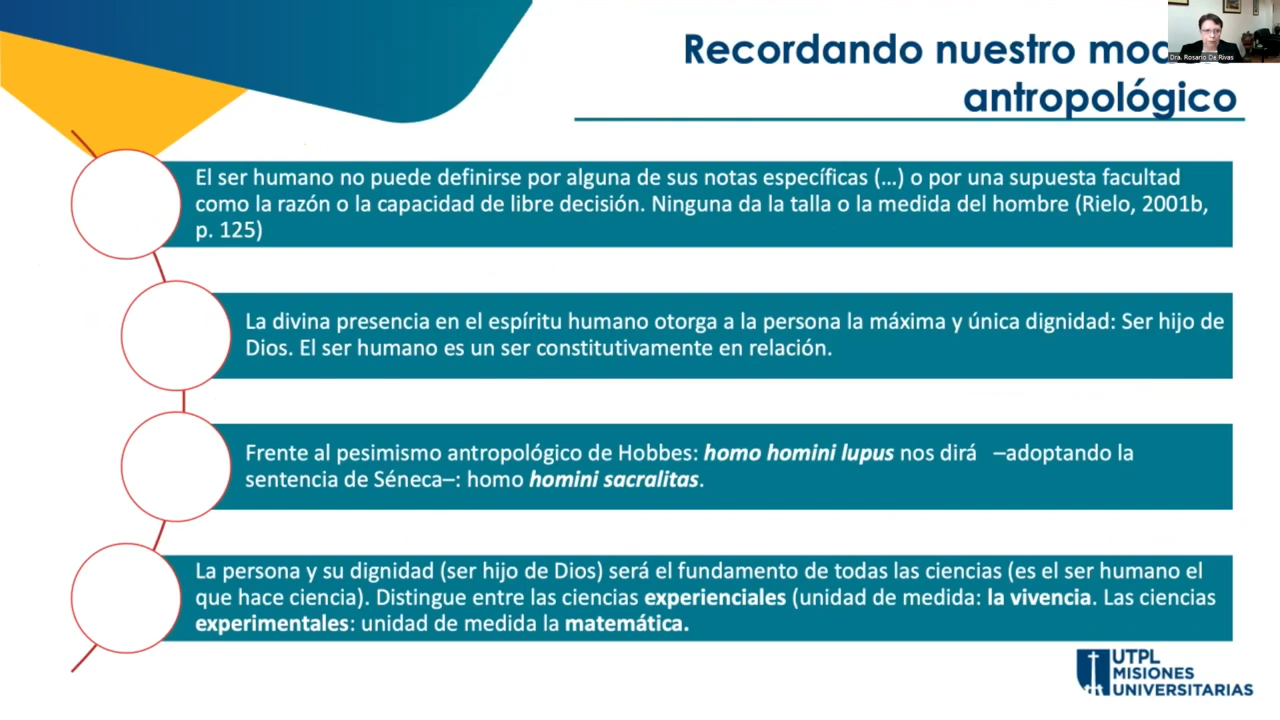 Recordando nuestro
antropológico
Dra. Rosario De Rivas
El ser humano no puede definirse por alguna de sus notas específicas (...) o por una supuesta facultad
como la razón o la capacidad de libre decisión. Ninguna da la talla o la medida del hombre (Rielo, 2001b,
p. 125)
La divina presencia en el espíritu humano otorga a la persona la máxima y única dignidad: Ser hijo de
Dios. El ser humano es un ser constitutivamente en relación.
Frente al pesimismo antropológico de Hobbes: homo homini lupus nos dirá –adoptando la
sentencia de Séneca–: homo homini sacralitas.
La persona y su dignidad (ser hijo de Dios) será el fundamento de todas las ciencias (es el ser humano el
que hace ciencia). Distingue entre las ciencias experienciales (unidad de medida: la vivencia. Las ciencias
experimentales: unidad de medida la matemática.
UTPL
MISIONES
UNIVERSITARIAS